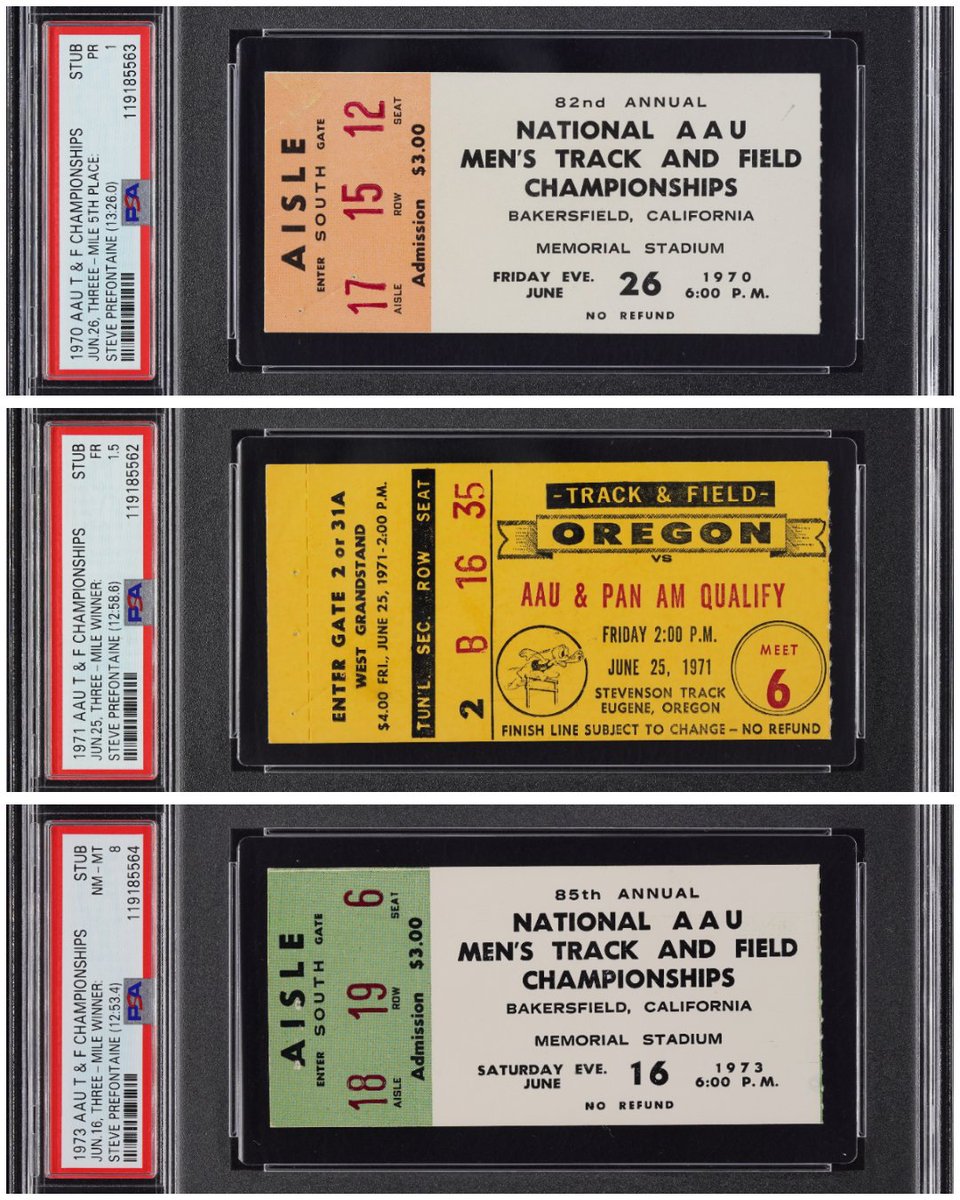 1970 AAU T & F CHAMPIONSHIPS STUB
JUN.26, THREEE-MILE 5TH PLACE: PR
STEVE PREFONTAINE (13:26.0) 1
119185563
PSA
AISLE
ENTER SOUTH GATE
17 15 12
AISLE ROW SEAT
Admission $3.00
82nd ANNUAL
NATIONAL AAU
MEN'S TRACK AND FIELD
CHAMPIONSHIPS
BAKERSFIELD, CALIFORNIA
MEMORIAL STADIUM
FRIDAY EVE. 26 1970
JUNE 6:00 P.M.
NO REFUND
1971 AAU T & F CHAMPIONSHIPS STUB
JUN.25, THREE-MILE WINNER: FR
STEVE PREFONTAINE (12:58.6) 1.5
119185562
PSA
ENTER GATE 2 or 31A
WEST GRANDSTAND
$4.00 FRI., JUNE 25, 1971-2:00 P.M.
TUN'L. SEC. ROW SEAT
2 B 16 35
-TRACK & FIELD-
OREGON
VS
AAU & PAN AM QUALIFY
FRIDAY 2:00 P.M.
JUNE 25, 1971
STEVENSON TRACK
EUGENE, OREGON
MEET
6
FINISH LINE SUBJECT TO CHANGE - NO REFUND
1973 AAU T & F CHAMPIONSHIPS STUB
JUN.16, THREE-MILE WINNER: NM-MT
STEVE PREFONTAINE (12:53.4) 8
119185564
PSA
AISLE
ENTER SOUTH GATE
18 19 6
AISLE ROW SEAT
Admission $3.00
85th ANNUAL
NATIONAL AAU
MEN'S TRACK AND FIELD
CHAMPIONSHIPS
BAKERSFIELD, CALIFORNIA
MEMORIAL STADIUM
SATURDAY EVE. 16 1973
JUNE 6:00 P.M.
NO REFUND